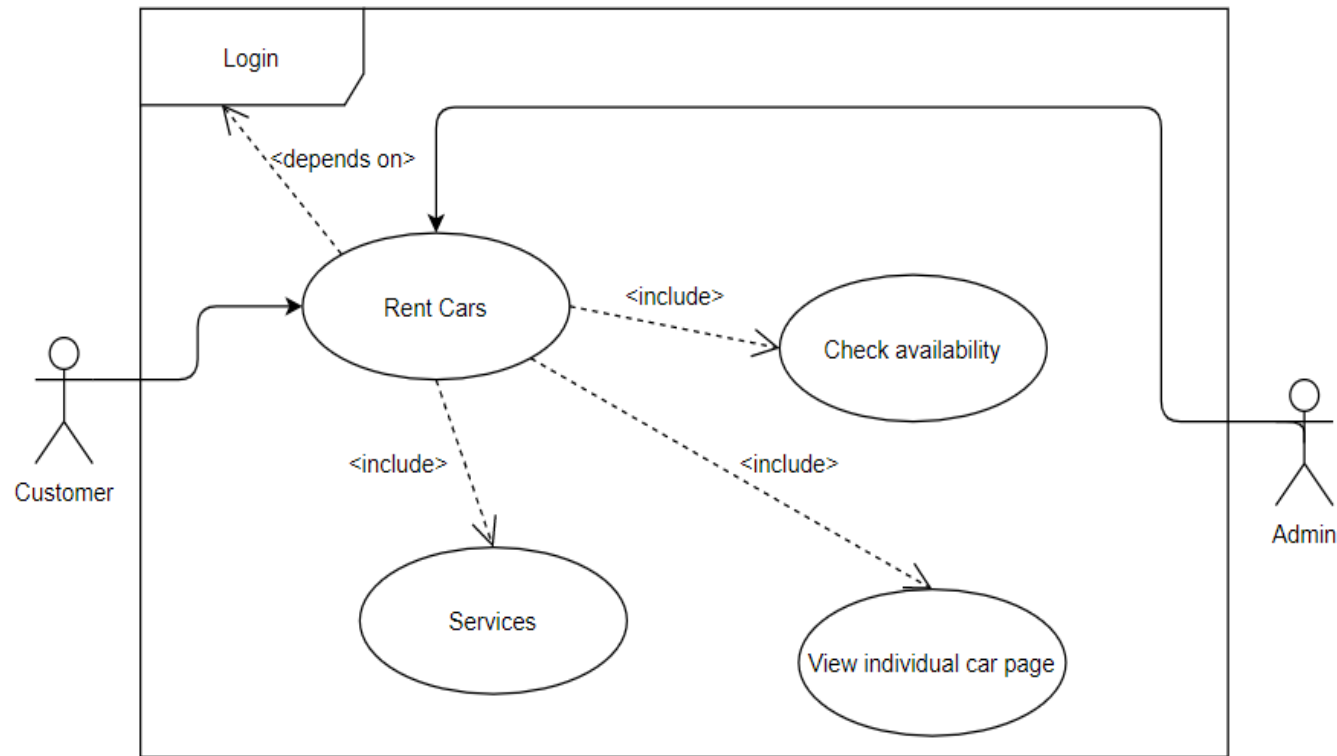 Login
<depends on>
Rent Cars
<include>
Check availability
<include>
<include>
Customer
Admin
Services
View individual car page